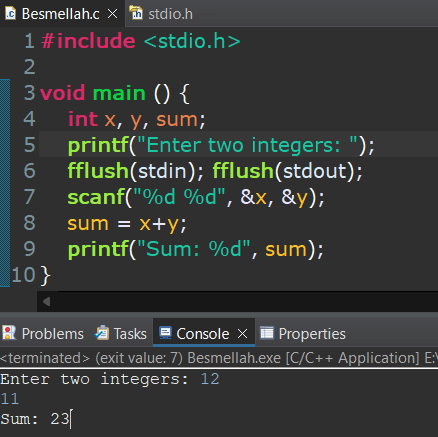 Besmellah.c stdio.h
1 #include <stdio.h>
2
3 void main () {
4 int x, y, sum;
5 printf("Enter two integers: ");
6 fflush(stdin); fflush(stdout);
7 scanf("%d %d", &x, &y);
8 sum = x+y;
9 printf("Sum: %d", sum);
10 }
Problems Tasks Console Properties
<terminated> (exit value: 7) Besmellah.exe [C/C++ Application] E:\
Enter two integers: 12
11
Sum: 23